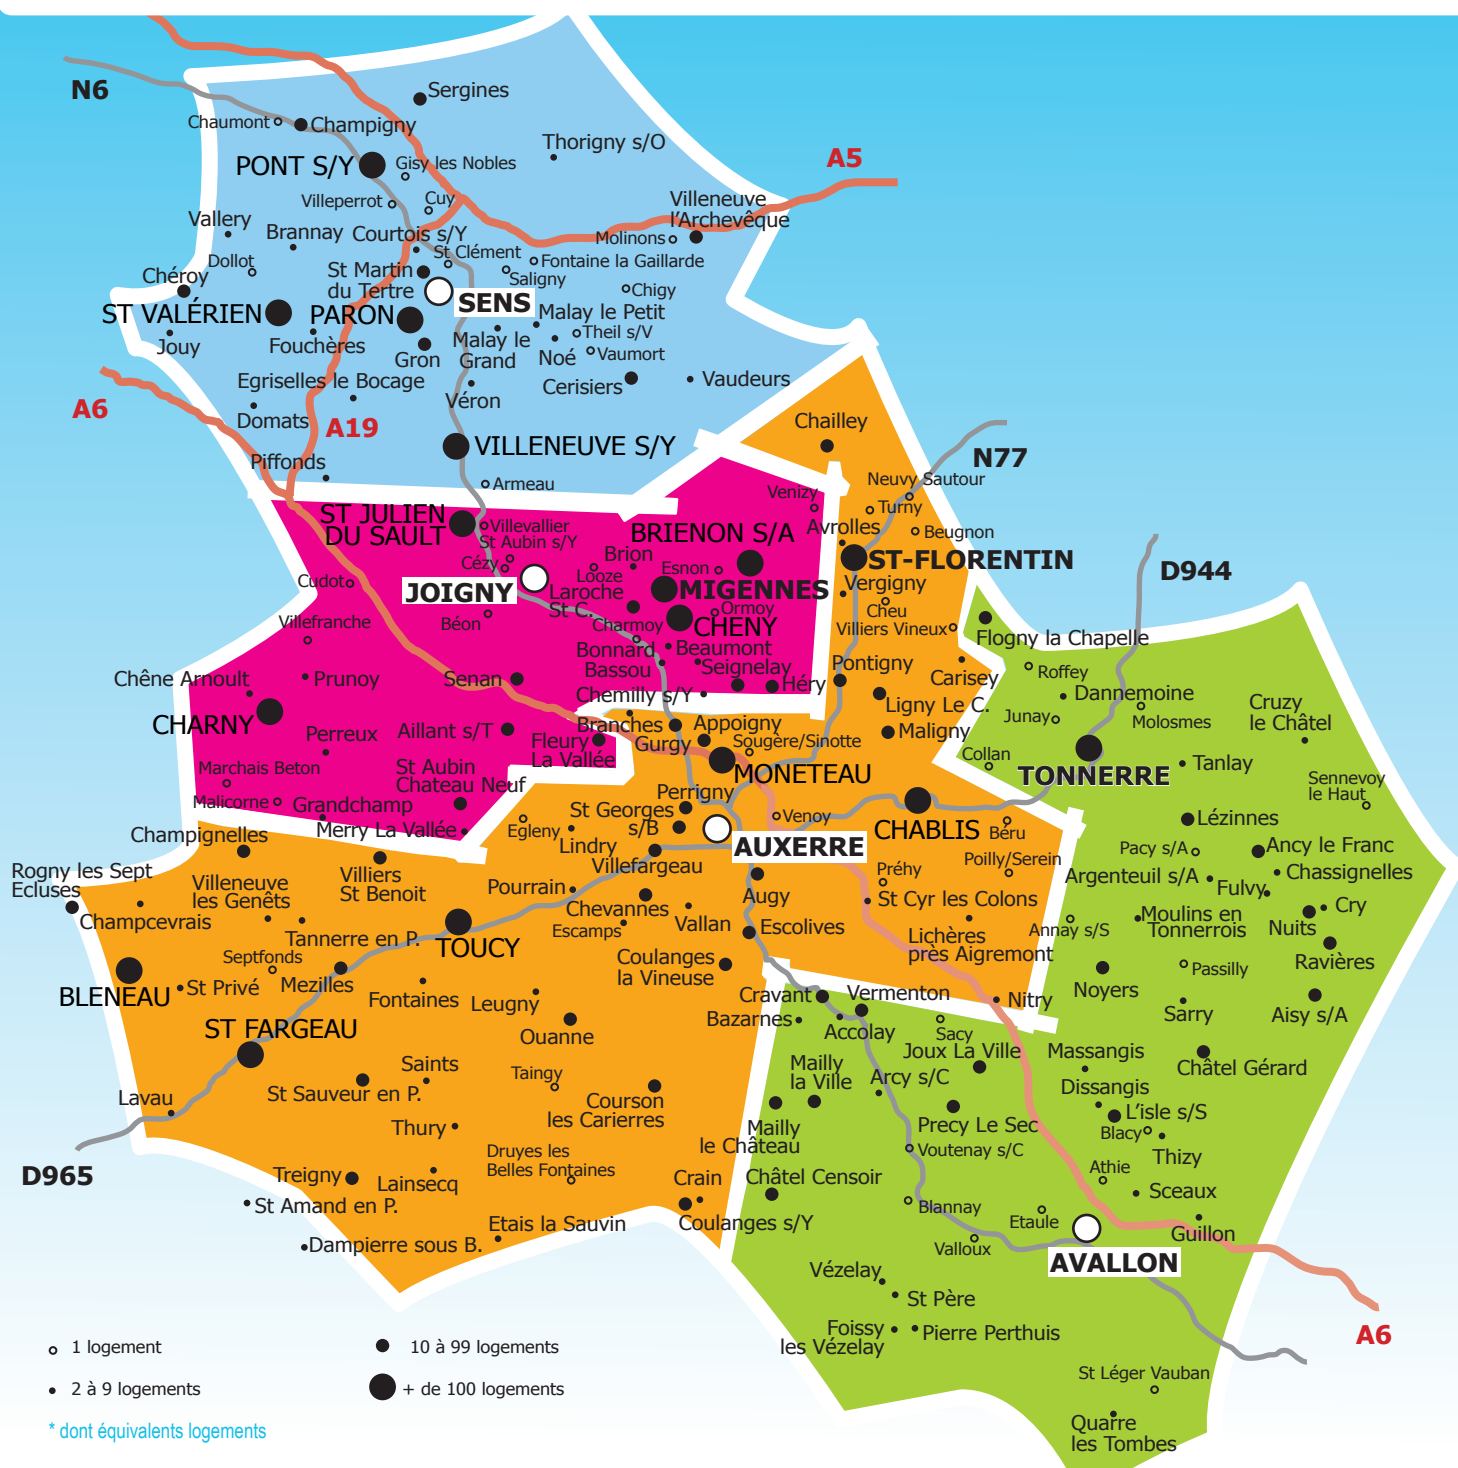 N6
Sergines
Chaumont
Champigny
Thorigny s/O
A5
PONT S/Y
Gisy les Nobles
Villeperrot
Cuy
Villeneuve
l'Archevêque
Vallery
Brannay
Courtois s/Y
Molinons
Dollot
St Clément
Fontaine la Gaillarde
Chéroy
St Martin
du Tertre
Saligny
Chigy
SENS
ST VALÉRIEN
PARON
Malay le Petit
Theil s/V
Jouy
Fouchères
Gron
Malay le
Grand
Noé
Vaumort
Egriselles le Bocage
Cerisiers
Vaudeurs
A6
Véron
Domats
A19
Chailley
VILLENEUVE S/Y
Piffonds
N77
Armeau
Neuvy Sautour
Venizy
Turny
ST JULIEN
DU SAULT
Villevallier
St Aubin s/Y
BRIENON S/A
Avrolles
Beugnon
Brion
Cézy
Looze
Esnon
ST-FLORENTIN
D944
Cudot
JOIGNY
Laroche
St C.
MIGENNES
Vergigny
Ormoy
Cheu
Villefranche
Béon
Charmoy
CHENY
Villiers Vineux
Flogny la Chapelle
Bonnard
Beaumont
Bassou
Seignelay
Pontigny
Roffey
Chêne Arnoult
Prunoy
Senan
Héry
Carisey
Dannemoine
Chemilly s/Y
Ligny Le C.
Junay
Molosmes
Cruzy
le Châtel
CHARNY
Perreux
Aillant s/T
Fleury
La Vallée
Branches
Appoigny
Gurgy
Sougère/Sinotte
Maligny
Collan
Marchais Beton
St Aubin
Chateau Neuf
MONETEAU
TONNERRE
Tanlay
Sennevoy
le Haut
Malicorne
Grandchamp
Perrigny
Merry La Vallée
St Georges
s/B
Venoy
CHABLIS
Béru
Lézinnes
Champignelles
Egleny
Lindry
AUXERRE
Villefargeau
Préhy
Poilly/Serein
Pacy s/A
Ancy le Franc
Rogny les Sept
Ecluses
Villeneuve
les Genêts
Villiers
St Benoit
Pourrain
Augy
Argenteuil s/A
Fulvy
Chassignelles
Champcevrais
Chevannes
St Cyr les Colons
Cry
Tannerre en P.
TOUCY
Escamps
Vallan
Escolives
Annay s/S
Moulins en
Tonnerrois
Nuits
Septfonds
Coulanges
la Vineuse
Lichères
près Aigremont
Ravières
BLENEAU
St Privé
Mezilles
Fontaines
Leugny
Passilly
Noyers
Cravant
Vermenton
Nitry
Bazarnes
Accolay
Sacy
Sarry
Aisy s/A
ST FARGEAU
Ouanne
Saints
Mailly
la Ville
Joux La Ville
Massangis
Châtel Gérard
Taingy
Arcy s/C
Dissangis
Lavau
St Sauveur en P.
Courson
les Carierres
L'isle s/S
Thury
Mailly
le Château
Precy Le Sec
Blacy
Thizy
D965
Druyes les
Belles Fontaines
Voutenay s/C
Athie
Treigny
Lainsecq
Crain
Châtel Censoir
Sceaux
St Amand en P.
Blannay
Etaule
Etais la Sauvin
Coulanges s/Y
Guillon
Dampierre sous B.
Valloux
AVALLON
Vézelay
St Père
Foissy
les Vézelay
Pierre Perthuis
A6
St Léger Vauban
Quarre
les Tombes
1 logement
10 à 99 logements
2 à 9 logements
+ de 100 logements
* dont équivalents logements